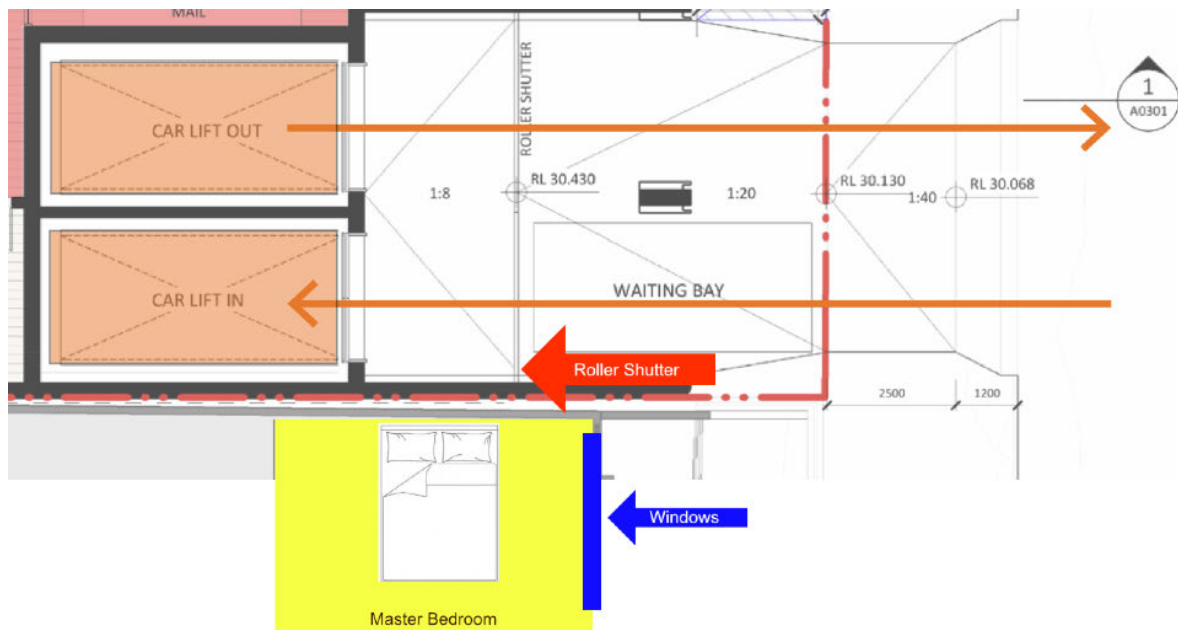 MAIL
ROLLER SHUTTER
1
A0301
CAR LIFT OUT
1:8
RL 30.430
1:20
RL 30.130
1:40
RL 30.068
CAR LIFT IN
WAITING BAY
Roller Shutter
2500
1200
Windows
Master Bedroom